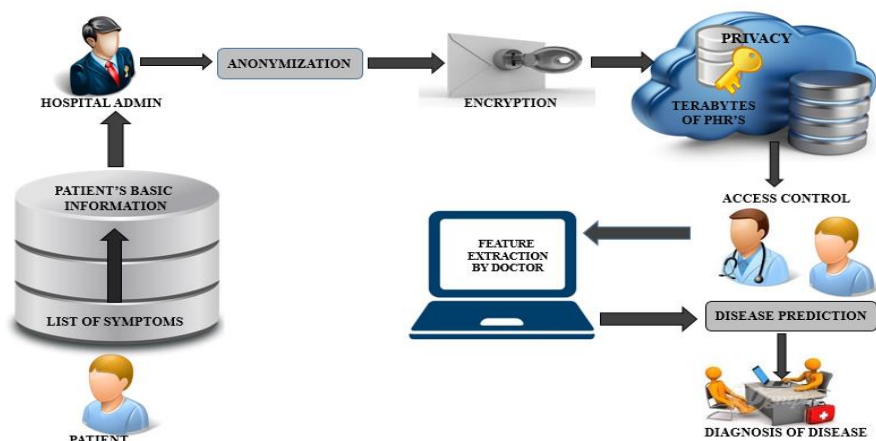 HOSPITAL ADMIN
ANONYMIZATION
ENCRYPTION
PRIVACY
TERABYTES
OF PHR'S
PATIENT'S BASIC
INFORMATION
LIST OF SYMPTOMS
PATIENT
ACCESS CONTROL
FEATURE
EXTRACTION
BY DOCTOR
DISEASE PREDICTION
DIAGNOSIS OF DISEASE